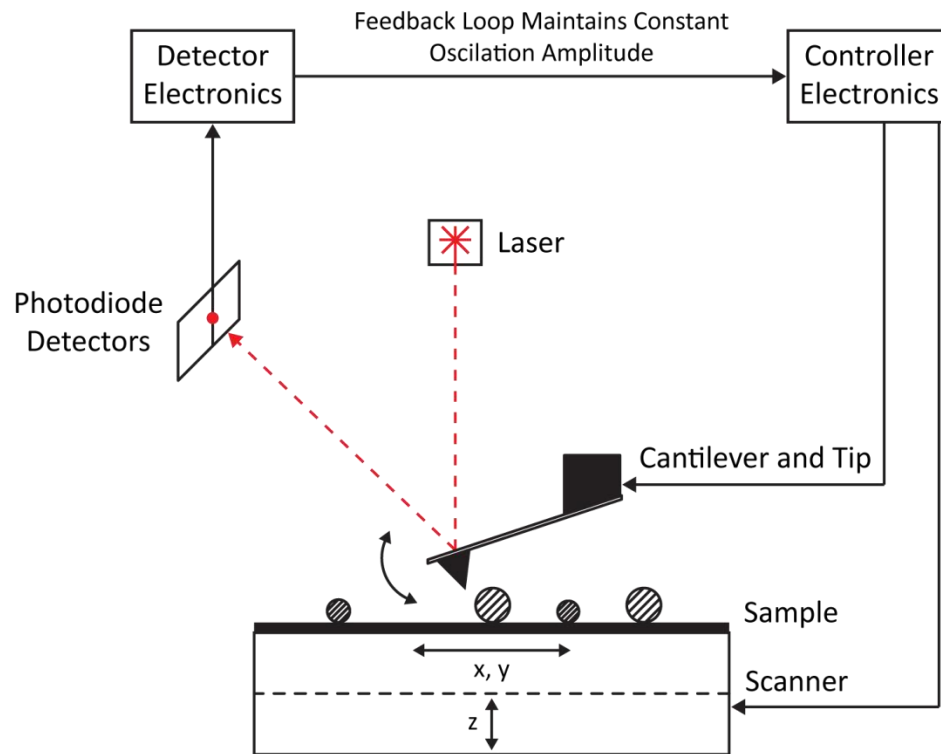 Feedback Loop Maintains Constant
Oscilation Amplitude
Detector
Electronics
Controller
Electronics
Laser
Photodiode
Detectors
Cantilever and Tip
Sample
x, y
Scanner
z